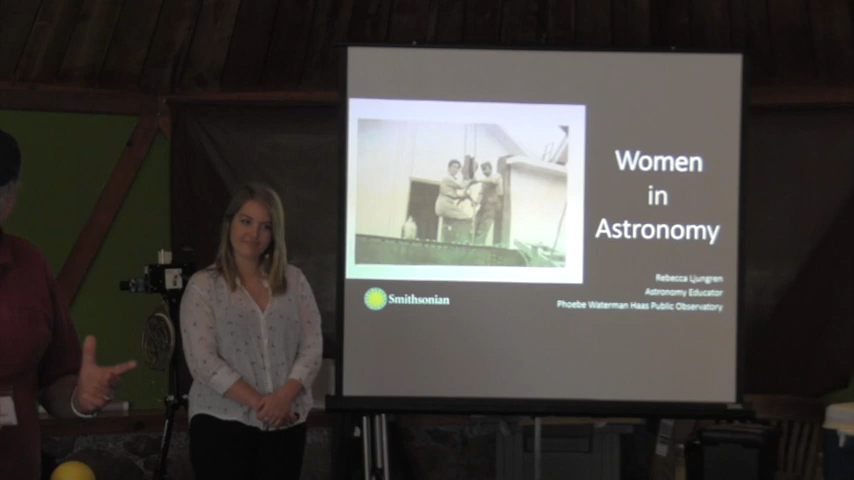 Women
in
Astronomy
Rebecca Ljungren
Astronomy Educator
Phoebe Waterman Haas Public Observatory
Smithsonian